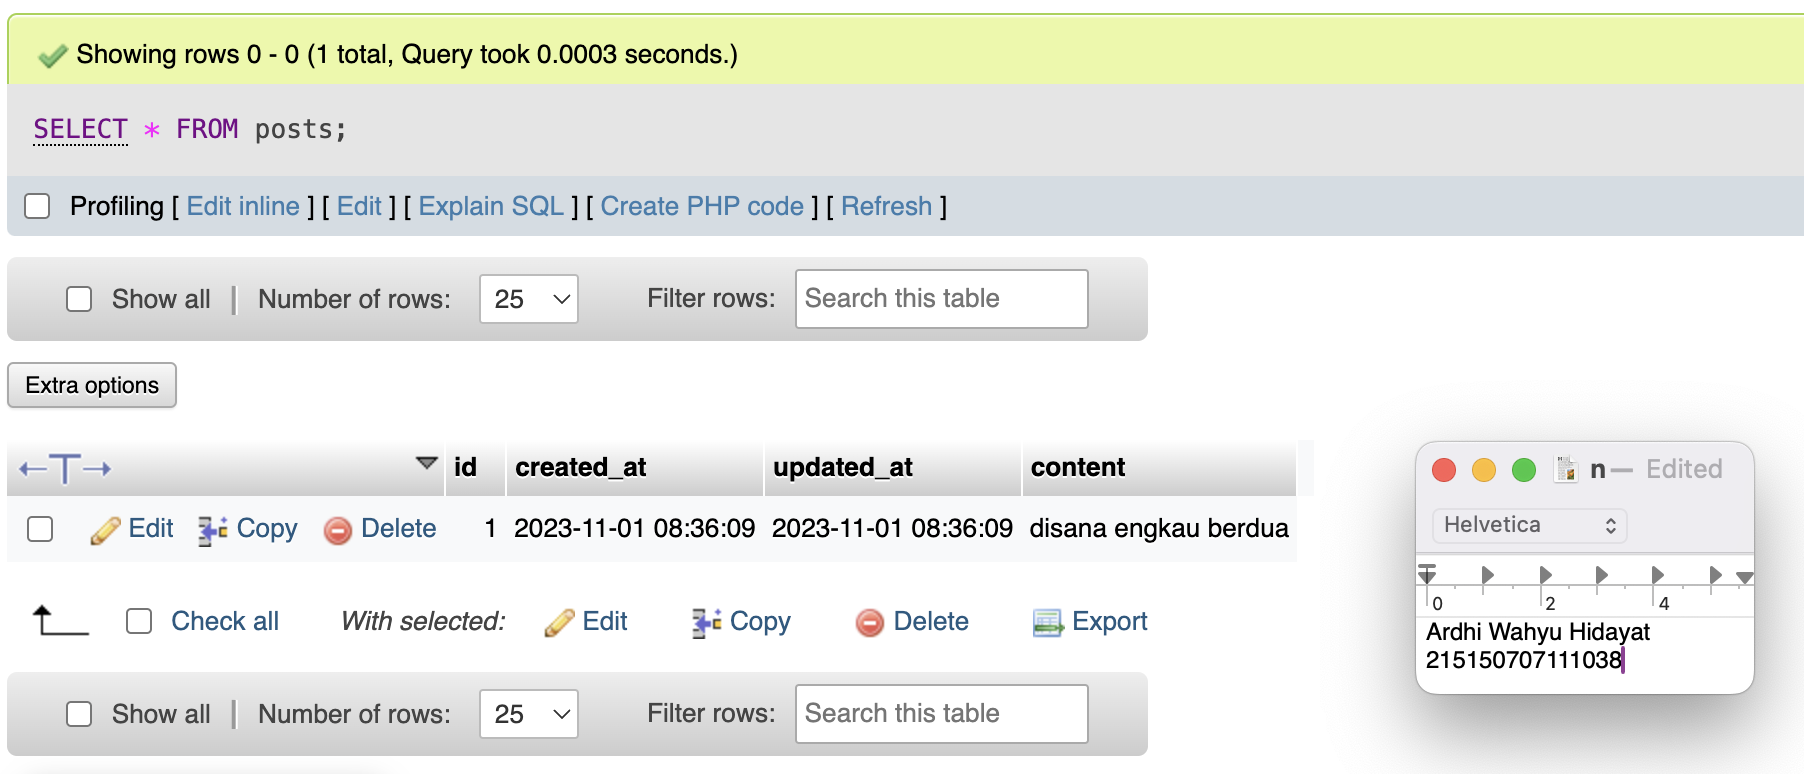 Showing rows 0 - 0 (1 total, Query took 0.0003 seconds.)
SELECT * FROM posts;
Profiling [ Edit inline ] [ Edit ] [ Explain SQL ] [ Create PHP code ] [ Refresh ]
Show all | Number of rows: 25 Filter rows: Search this table
Extra options
←T→ id created_at updated_at content
Edit Copy Delete 1 2023-11-01 08:36:09 2023-11-01 08:36:09 disana engkau berdua
Check all With selected: Edit Copy Delete Export
Show all | Number of rows: 25 Filter rows: Search this table
n — Edited
Helvetica
0 2 4
Ardhi Wahyu Hidayat
215150707111038